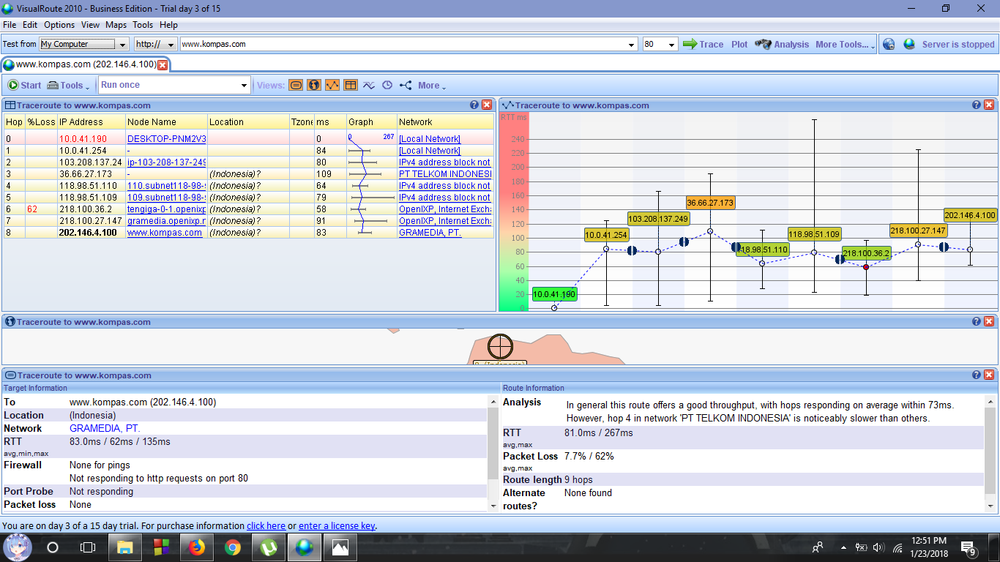 VisualRoute 2010 - Business Edition - Trial day 3 of 15
File Edit Options View Maps Tools Help
Test from My Computer http:// www.kompas.com 80 Trace Plot Analysis More Tools... Server is stopped
www.kompas.com (202.146.4.100)
Start Tools Run once Views: More
Traceroute to www.kompas.com
Hop %Loss IP Address Node Name Location Tzone ms Graph Network
0 10.0.41.190 DESKTOP-PNM2V3 0 0 267 [Local Network]
1 10.0.41.254 - 84 [Local Network]
2 103.208.137.24 ip-103-208-137-249 80 IPv4 address block not
3 36.66.27.173 - (Indonesia)? 109 PT TELKOM INDONESI
4 118.98.51.110 110.subnet118-98- (Indonesia)? 64 IPv4 address block not
5 118.98.51.109 109.subnet118-98- (Indonesia)? 79 IPv4 address block not
6 62 218.100.36.2 tengiga-0-1.openixp (Indonesia)? 58 OpenIXP, Internet Excha
7 218.100.27.147 gramedia.openixp.r (Indonesia)? 91 OpenIXP, Internet Excha
8 202.146.4.100 www.kompas.com (Indonesia)? 83 GRAMEDIA, PT.
Traceroute to www.kompas.com
RTT ms
240
220
200
180
160
140
120
100
80
60
40
20
0
10.0.41.190
10.0.41.254
103.208.137.249
36.66.27.173
18.98.51.110
118.98.51.109
218.100.36.2
218.100.27.147
202.146.4.100
Traceroute to www.kompas.com
(Indonesia)
Traceroute to www.kompas.com
Target Information
To www.kompas.com (202.146.4.100)
Location (Indonesia)
Network GRAMEDIA, PT.
RTT 83.0ms / 62ms / 135ms
avg,min,max
Firewall None for pings
Not responding to http requests on port 80
Port Probe Not responding
Packet loss None
Route Information
Analysis In general this route offers a good throughput, with hops responding on average within 73ms.
However, hop 4 in network 'PT TELKOM INDONESIA' is noticeably slower than others.
RTT 81.0ms / 267ms
avg,max
Packet Loss 7.7% / 62%
avg,max
Route length 9 hops
Alternate None found
routes?
You are on day 3 of a 15 day trial. For purchase information click here or enter a license key.
12:51 PM
1/23/2018
9